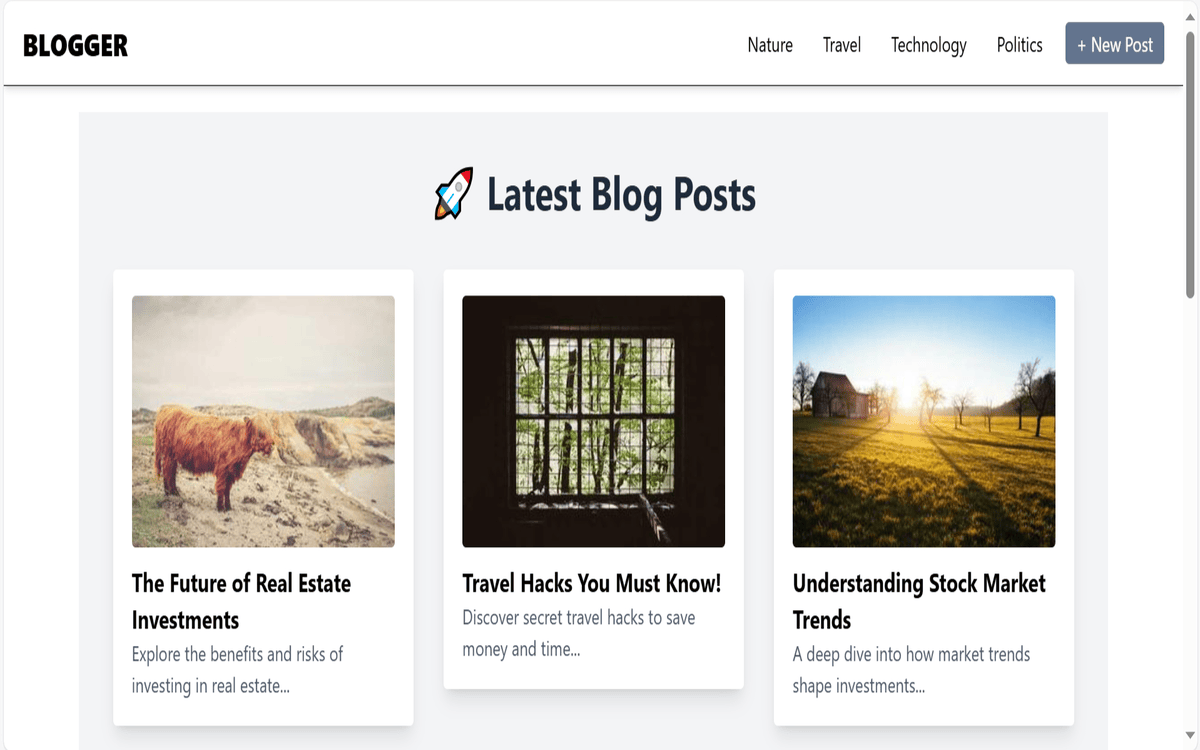 BLOGGER
Nature Travel Technology Politics + New Post
🚀 Latest Blog Posts
The Future of Real Estate
Investments
Explore the benefits and risks of
investing in real estate...
Travel Hacks You Must Know!
Discover secret travel hacks to save
money and time...
Understanding Stock Market
Trends
A deep dive into how market trends
shape investments...